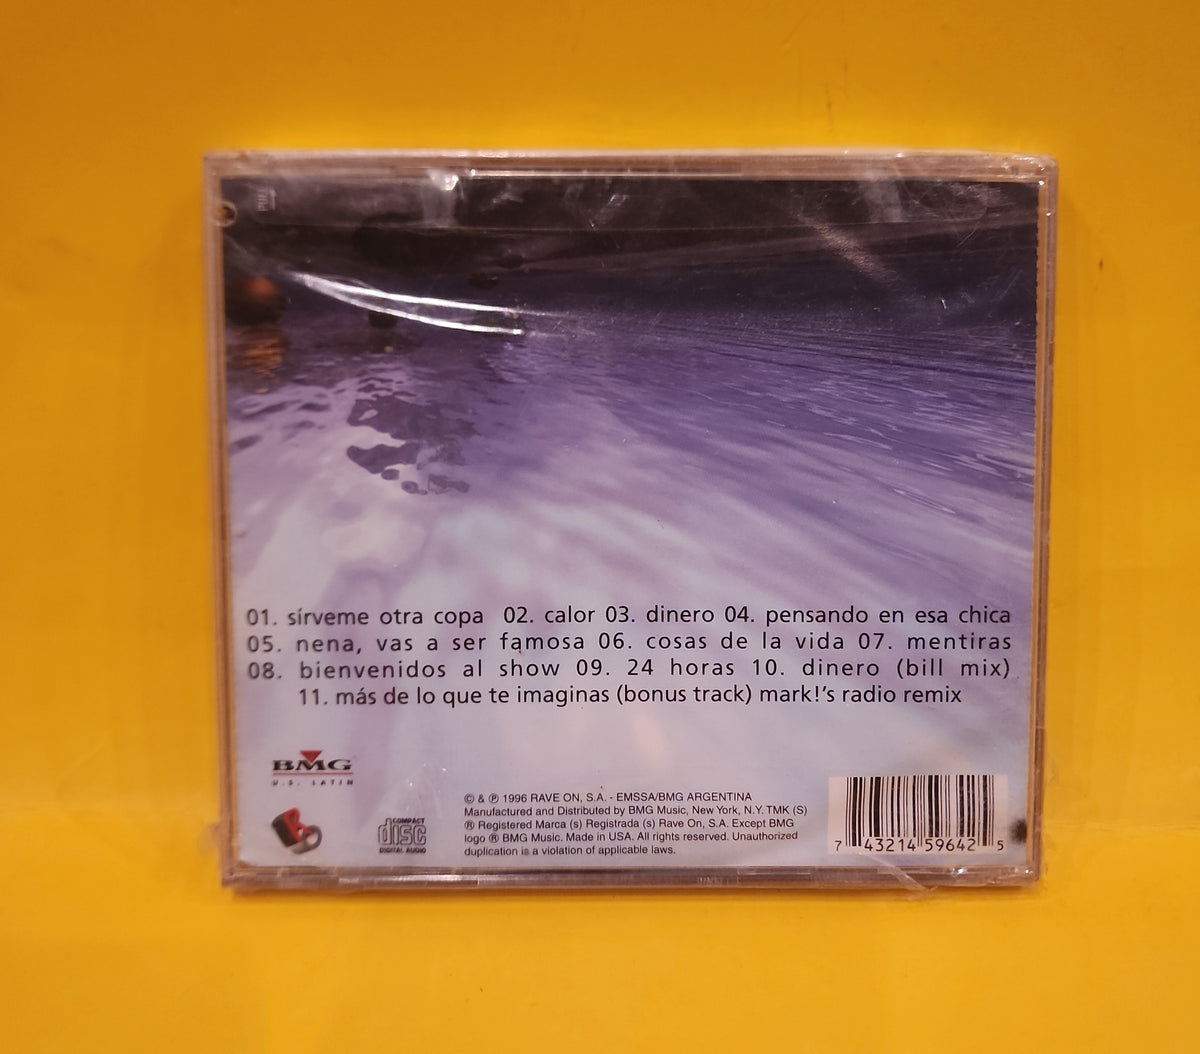 01. sírveme otra copa 02. calor 03. dinero 04. pensando en esa chica
05. nena, vas a ser famosa 06. cosas de la vida 07. mentiras
08. bienvenidos al show 09. 24 horas 10. dinero (bill mix)
11. más de lo que te imaginas (bonus track) mark!'s radio remix
BMG
U.S. LATIN
COMPACT
disc
DIGITAL AUDIO
© & ℗ 1996 RAVE ON, S.A. - EMSSA/BMG ARGENTINA
Manufactured and Distributed by BMG Music, New York, N.Y. TMK (S)
® Registered Marca (s) Registrada (s) Rave On, S.A. Except BMG
logo ® BMG Music. Made in USA. All rights reserved. Unauthorized
duplication is a violation of applicable laws.
7 43214 59642 5